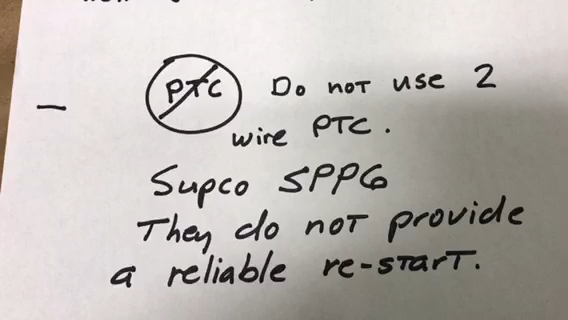 PTC Do not use 2
wire PTC.
Supco SPP6
They do not provide
a reliable re-start.